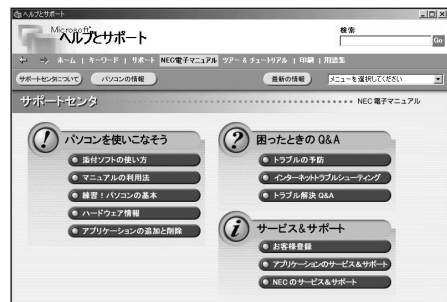 ヘルプとサポート
Microsoft
ヘルプとサポート
検索
Go
ホーム | キーワード | サポート NEC電子マニュアル ツアー & チュートリアル | 印刷 | 用語集
サポートセンタについて パソコンの情報 最新の情報 メニューを選択してください
サポートセンタ NEC 電子マニュアル
パソコンを使いこなそう
添付ソフトの使い方
マニュアルの利用法
練習!パソコンの基本
ハードウェア情報
アプリケーションの追加と削除
困ったときの Q&A
トラブルの予防
インターネットトラブルシューティング
トラブル解決 Q&A
サービス&サポート
お客様登録
アプリケーションのサービス&サポート
NEC のサービス&サポート